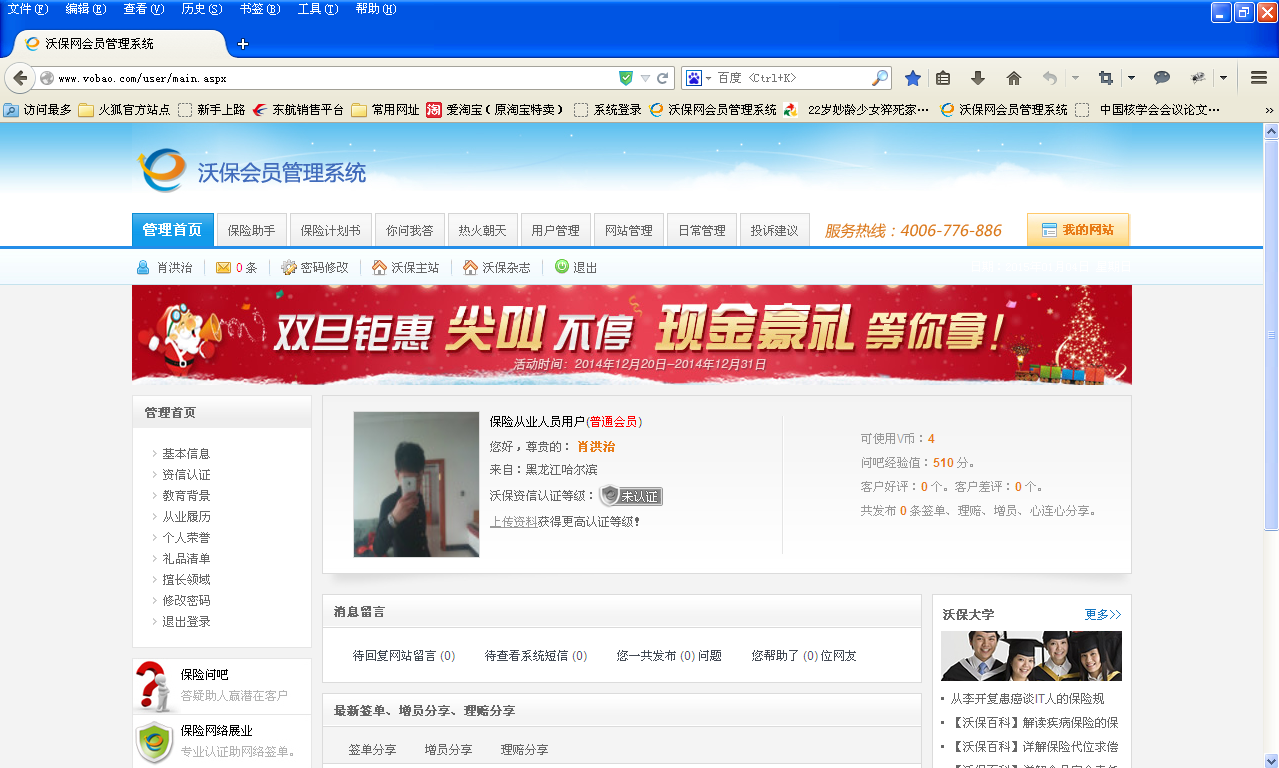 文件(F) 编辑(E) 查看(V) 历史(S) 书签(B) 工具(T) 帮助(H)
沃保网会员管理系统
www.vobao.com/user/main.aspx 百度 <Ctrl+K>
访问最多 火狐官方站点 新手上路 东航销售平台 常用网址 淘 爱淘宝（原淘宝特卖） 系统登录 沃保网会员管理系统 22岁妙龄少女猝死家… 沃保网会员管理系统 中国核学会会议论文… »
沃保会员管理系统
管理首页 保险助手 保险计划书 你问我答 热火朝天 用户管理 网站管理 日常管理 投诉建议 服务热线：4006-776-886 我的网站
肖洪治 0 条 密码修改 沃保主站 沃保杂志 退出
双旦钜惠 尖叫不停 现金豪礼等你拿！
活动时间：2014年12月20日-2014年12月31日
管理首页
基本信息
资信认证
教育背景
从业履历
个人荣誉
礼品清单
擅长领域
修改密码
退出登录
保险问吧
答疑助人赢潜在客户
保险网络展业
专业认证助网络签单。
保险从业人员用户(普通会员)
您好，尊贵的： 肖洪治
来自：黑龙江哈尔滨
沃保资信认证等级： 未认证
上传资料获得更高认证等级!
可使用V币：4
问吧经验值：510 分。
客户好评：0 个。客户差评：0 个。
共发布 0 条签单、理赔、增员、心连心分享。
消息留言
待回复网站留言 (0) 待查看系统短信 (0) 您一共发布 (0) 问题 您帮助了 (0) 位网友
最新签单、增员分享、理赔分享
签单分享 增员分享 理赔分享
沃保大学 更多>>
从李开复患癌谈IT人的保险规
【沃保百科】解读疾病保险的保
【沃保百科】详解保险代位求偿